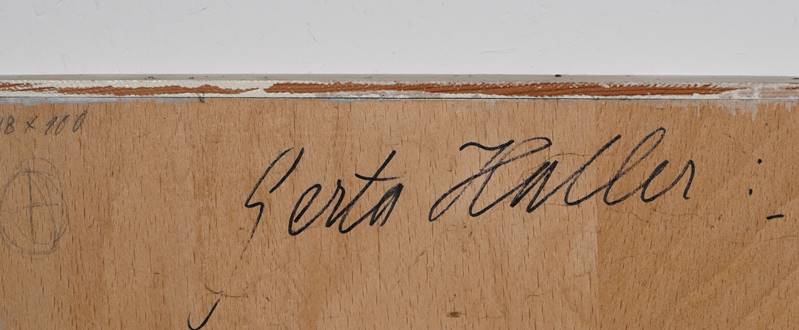 18 x 100
Gerta Haller :